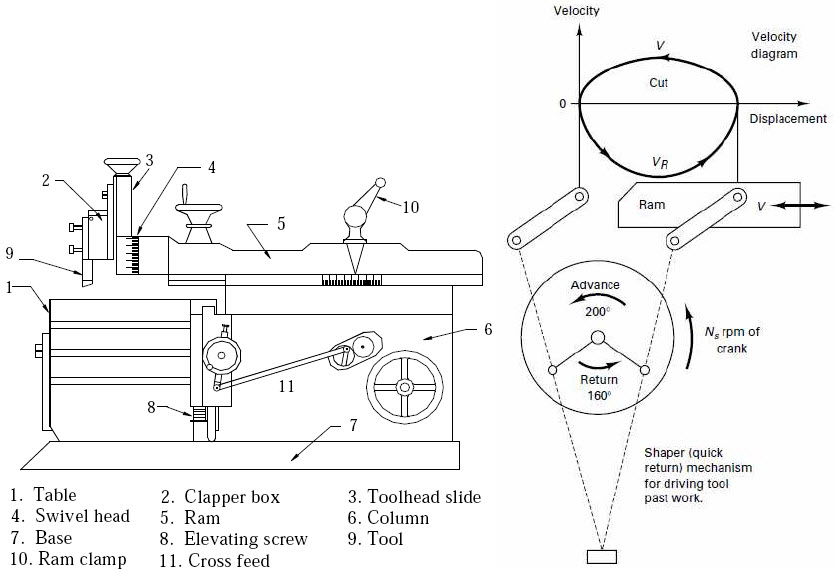 3
2
4
5
10
9
1
6
11
8
7
1. Table
2. Clapper box
3. Toolhead slide
4. Swivel head
5. Ram
6. Column
7. Base
8. Elevating screw
9. Tool
10. Ram clamp
11. Cross feed
Velocity
V
Velocity
diagram
Cut
0
Displacement
V_R
Ram
V
Advance
200°
N_s rpm of
crank
Return
160°
Shaper (quick
return) mechanism
for driving tool
past work.